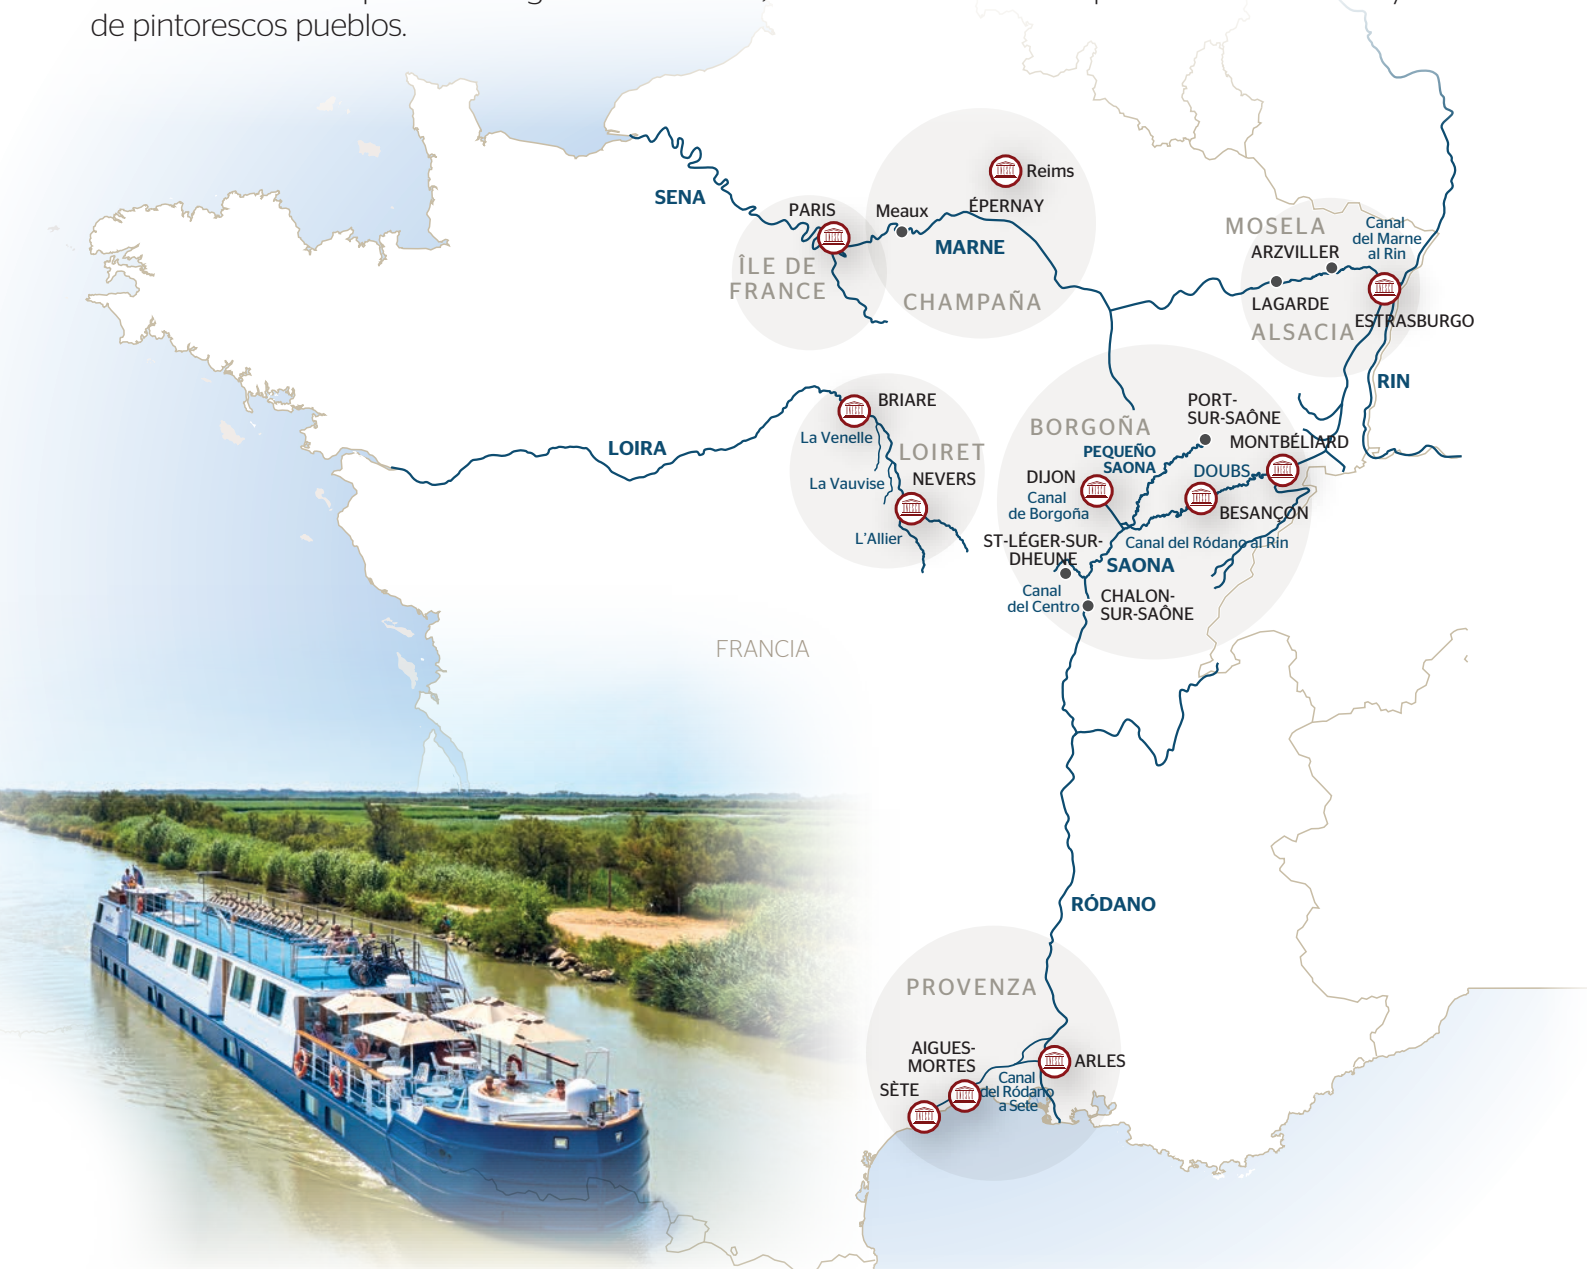 de pintorescos pueblos.
SENA
PARIS
Meaux
Reims
ÉPERNAY
MARNE
ÎLE DE
FRANCE
CHAMPAÑA
MOSELA
Canal
del Marne
al Rin
ARZVILLER
LAGARDE
ESTRASBURGO
ALSACIA
RIN
BRIARE
La Venelle
LOIRET
LOIRA
La Vauvise
NEVERS
L'Allier
BORGOÑA
PORT-
SUR-SAÔNE
PEQUEÑO
SAONA
MONTBÉLIARD
DIJON
DOUBS
Canal
de Borgoña
BESANÇON
ST-LÉGER-SUR-
DHEUNE
Canal del Ródano al Rin
SAONA
Canal
del Centro
CHALON-
SUR-SAÔNE
FRANCIA
RÓDANO
PROVENZA
AIGUES-
MORTES
ARLES
SÈTE
Canal
del Ródano
a Sete